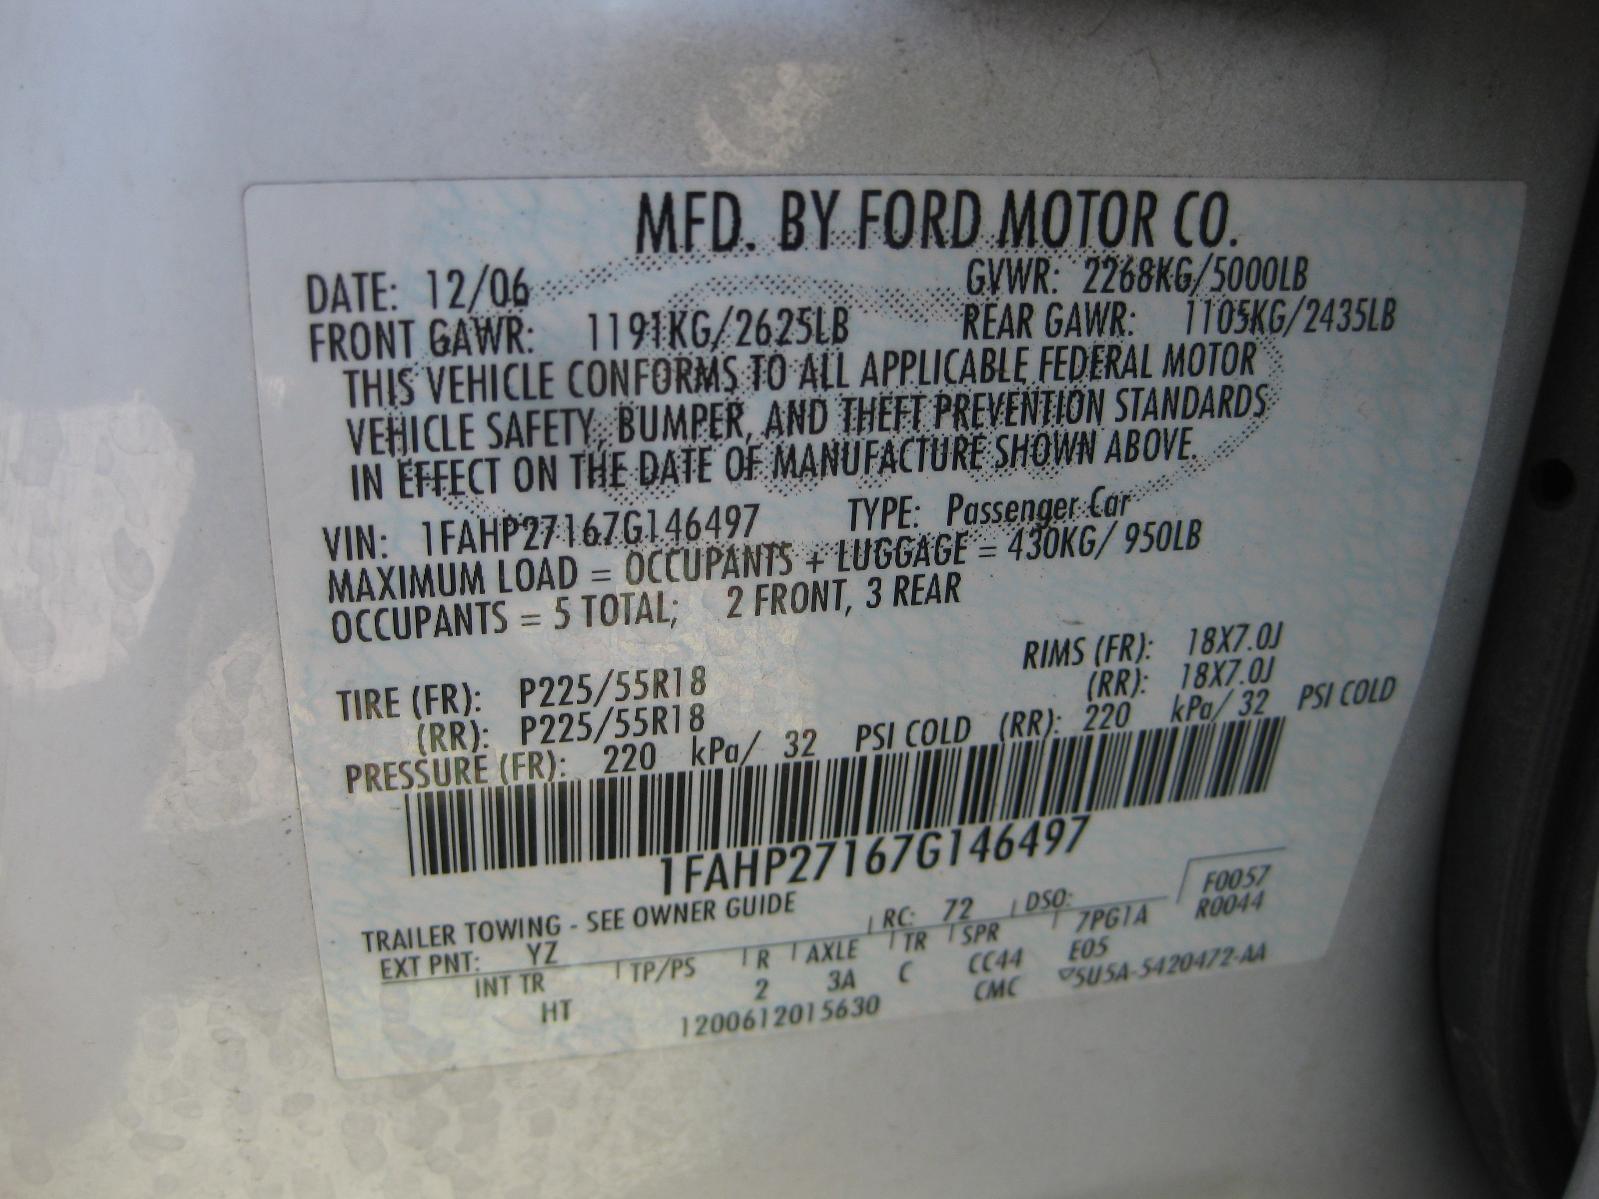 MFD. BY FORD MOTOR CO.
DATE: 12/06 GVWR: 2268KG/5000LB
FRONT GAWR: 1191KG/2625LB REAR GAWR: 1105KG/2435LB
THIS VEHICLE CONFORMS TO ALL APPLICABLE FEDERAL MOTOR
VEHICLE SAFETY, BUMPER, AND THEFT PREVENTION STANDARDS
IN EFFECT ON THE DATE OF MANUFACTURE SHOWN ABOVE.
VIN: 1FAHP27167G146497 TYPE: Passenger Car
MAXIMUM LOAD = OCCUPANTS + LUGGAGE = 430KG/ 950LB
OCCUPANTS = 5 TOTAL; 2 FRONT, 3 REAR
TIRE (FR): P225/55R18 RIMS (FR): 18X7.0J
(RR): P225/55R18 (RR): 18X7.0J
PRESSURE (FR): 220 kPa/ 32 PSI COLD (RR): 220 kPa/ 32 PSI COLD
1FAHP27167G146497
TRAILER TOWING - SEE OWNER GUIDE F0057
EXT PNT: YZ RC: 72 DSO: R0044
INT TR TP/PS R AXLE TR SPR 7PG1A
HT 2 3A C CC44 E05
1200612015630 CMC 5U5A-5420472-AA